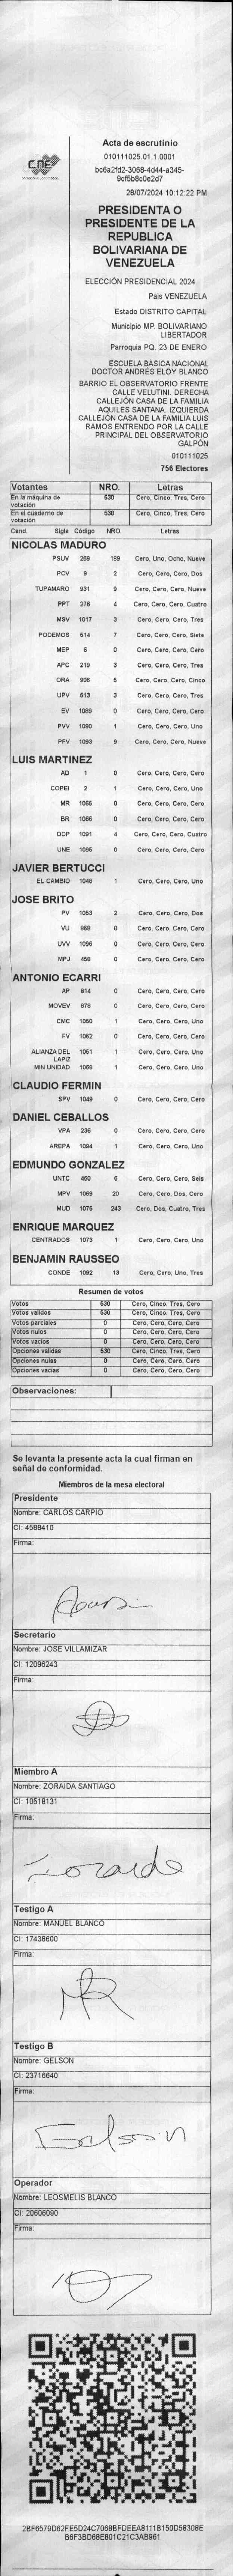 CNE
Acta de escrutinio
010111025.01.1.0001
bc6a2fd2-3068-4d44-a345-
9cf5b8c0e2d7
28/07/2024 10:12:22 PM
PRESIDENTA O
PRESIDENTE DE LA
REPUBLICA
BOLIVARIANA DE
VENEZUELA
ELECCIÓN PRESIDENCIAL 2024
Pais VENEZUELA
Estado DISTRITO CAPITAL
Municipio MP. BOLIVARIANO
LIBERTADOR
Parroquia PQ. 23 DE ENERO
ESCUELA BÁSICA NACIONAL
DOCTOR ANDRÉS ELOY BLANCO
BARRIO EL OBSERVATORIO FRENTE
CALLE VELUTINI. DERECHA
CALLEJÓN CASA DE LA FAMILIA
AQUILES SANTANA. IZQUIERDA
CALLEJÓN CASA DE LA FAMILIA LUIS
RAMOS ENTRENDO POR LA CALLE
PRINCIPAL DEL OBSERVATORIO
GALPÓN
010111025
756 Electores
Votantes NRO. Letras
En la máquina de votación 530 Cero, Cinco, Tres, Cero
En el cuaderno de votación 530 Cero, Cinco, Tres, Cero
Cand. Sigla Código NRO. Letras
NICOLAS MADURO
PSUV 269 189 Cero, Uno, Ocho, Nueve
PCV 9 2 Cero, Cero, Cero, Dos
TUPAMARO 931 9 Cero, Cero, Cero, Nueve
PPT 276 4 Cero, Cero, Cero, Cuatro
MSV 1017 3 Cero, Cero, Cero, Tres
PODEMOS 514 7 Cero, Cero, Cero, Siete
MEP 6 0 Cero, Cero, Cero, Cero
APC 219 3 Cero, Cero, Cero, Tres
ORA 906 5 Cero, Cero, Cero, Cinco
UPV 613 3 Cero, Cero, Cero, Tres
EV 1089 0 Cero, Cero, Cero, Cero
PVV 1090 1 Cero, Cero, Cero, Uno
PFV 1093 9 Cero, Cero, Cero, Nueve
LUIS MARTINEZ
AD 1 0 Cero, Cero, Cero, Cero
COPEI 2 1 Cero, Cero, Cero, Uno
MR 1065 0 Cero, Cero, Cero, Cero
BR 1066 0 Cero, Cero, Cero, Cero
DDP 1091 4 Cero, Cero, Cero, Cuatro
UNE 1095 0 Cero, Cero, Cero, Cero
JAVIER BERTUCCI
EL CAMBIO 1048 1 Cero, Cero, Cero, Uno
JOSE BRITO
PV 1053 2 Cero, Cero, Cero, Dos
VU 868 0 Cero, Cero, Cero, Cero
UVV 1096 0 Cero, Cero, Cero, Cero
MPJ 458 0 Cero, Cero, Cero, Cero
ANTONIO ECARRI
AP 814 0 Cero, Cero, Cero, Cero
MOVEV 878 0 Cero, Cero, Cero, Cero
CMC 1050 1 Cero, Cero, Cero, Uno
FV 1062 0 Cero, Cero, Cero, Cero
ALIANZA DEL LAPIZ 1051 1 Cero, Cero, Cero, Uno
MIN UNIDAD 1068 1 Cero, Cero, Cero, Uno
CLAUDIO FERMIN
SPV 1049 0 Cero, Cero, Cero, Cero
DANIEL CEBALLOS
VPA 236 0 Cero, Cero, Cero, Cero
AREPA 1094 1 Cero, Cero, Cero, Uno
EDMUNDO GONZALEZ
UNTC 460 6 Cero, Cero, Cero, Seis
MPV 1069 20 Cero, Cero, Dos, Cero
MUD 1075 243 Cero, Dos, Cuatro, Tres
ENRIQUE MARQUEZ
CENTRADOS 1073 1 Cero, Cero, Cero, Uno
BENJAMIN RAUSSEO
CONDE 1092 13 Cero, Cero, Uno, Tres
Resumen de votos
Votos 530 Cero, Cinco, Tres, Cero
Votos validos 530 Cero, Cinco, Tres, Cero
Votos parciales 0 Cero, Cero, Cero, Cero
Votos nulos 0 Cero, Cero, Cero, Cero
Votos vacios 0 Cero, Cero, Cero, Cero
Opciones validas 530 Cero, Cinco, Tres, Cero
Opciones nulas 0 Cero, Cero, Cero, Cero
Opciones vacias 0 Cero, Cero, Cero, Cero
Observaciones:
Se levanta la presente acta la cual firman en
señal de conformidad.
Miembros de la mesa electoral
Presidente
Nombre: CARLOS CARPIO
CI: 4588410
Firma:
Secretario
Nombre: JOSE VILLAMIZAR
CI: 12096243
Firma:
Miembro A
Nombre: ZORAIDA SANTIAGO
CI: 10518131
Firma:
Zoraida
Testigo A
Nombre: MANUEL BLANCO
CI: 17438600
Firma:
Testigo B
Nombre: GELSON
CI: 23716640
Firma:
Gelson
Operador
Nombre: LEOSMELIS BLANCO
CI: 20606090
Firma:
2BF6579D62FE5D24C7068BFDEEA8111B150D58308E
B6F3BD68E801C21C3AB961